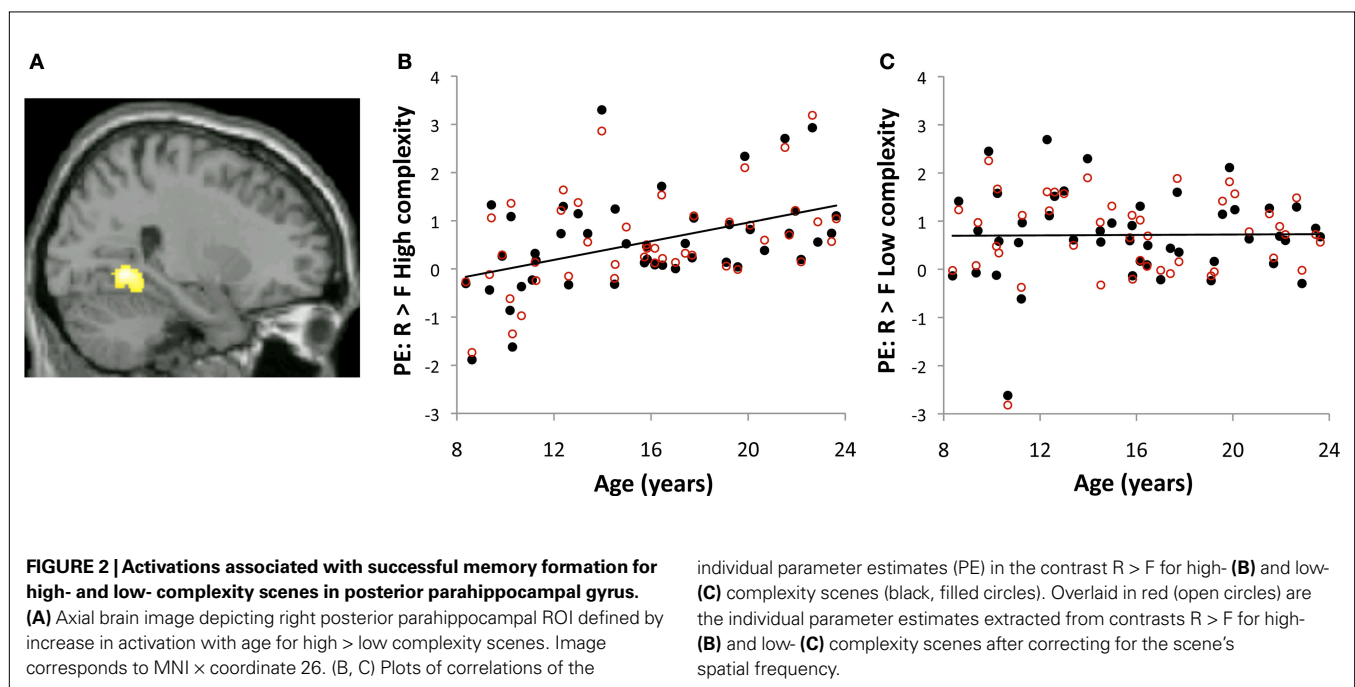 A
B
C
PE: R > F High complexity
4
3
2
1
0
-1
-2
-3
8
12
16
20
24
Age (years)
PE: R > F Low complexity
4
3
2
1
0
-1
-2
-3
8
12
16
20
24
Age (years)
FIGURE 2 | Activations associated with successful memory formation for
high- and low- complexity scenes in posterior parahippocampal gyrus.
(A) Axial brain image depicting right posterior parahippocampal ROI defined by
increase in activation with age for high > low complexity scenes. Image
corresponds to MNI × coordinate 26. (B, C) Plots of correlations of the
individual parameter estimates (PE) in the contrast R > F for high- (B) and low-
(C) complexity scenes (black, filled circles). Overlaid in red (open circles) are
the individual parameter estimates extracted from contrasts R > F for high-
(B) and low- (C) complexity scenes after correcting for the scene's
spatial frequency.